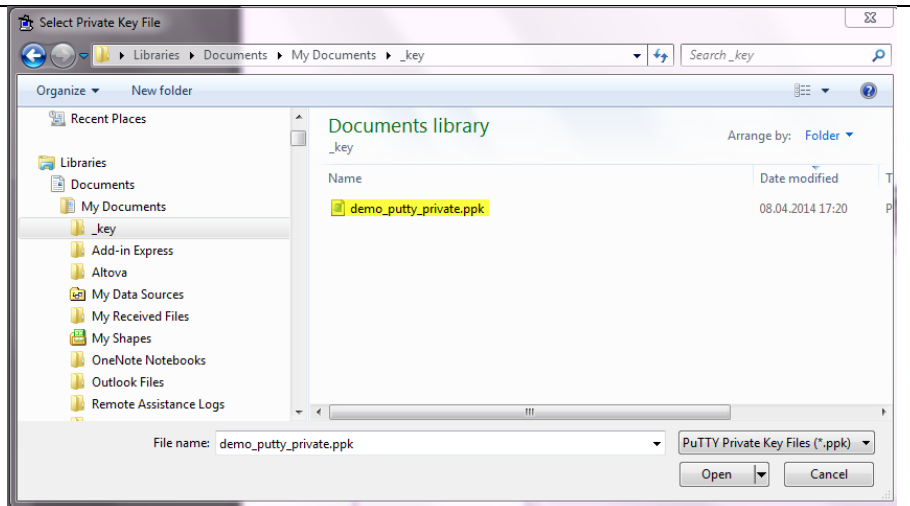 Select Private Key File
Libraries Documents My Documents _key
Search _key
Organize New folder
Recent Places
Libraries
Documents
My Documents
_key
Add-in Express
Altova
My Data Sources
My Received Files
My Shapes
OneNote Notebooks
Outlook Files
Remote Assistance Logs
Documents library
_key
Arrange by: Folder
Name Date modified T
demo_putty_private.ppk 08.04.2014 17:20 P
File name: demo_putty_private.ppk PuTTY Private Key Files (*.ppk)
Open Cancel